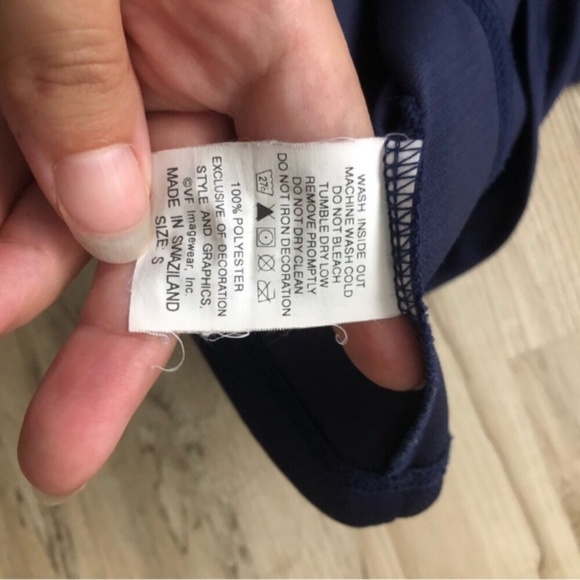 WASH INSIDE OUT
MACHINE WASH COLD
DO NOT BLEACH
TUMBLE DRY LOW
REMOVE PROMPTLY
DO NOT DRY CLEAN
DO NOT IRON DECORATION
100% POLYESTER
EXCLUSIVE OF DECORATION
STYLE AND GRAPHICS,
©VF Imagewear, Inc.
MADE IN SWAZILAND
SIZE: S